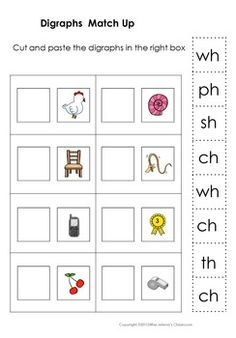 Digraphs Match Up
Cut and paste the digraphs in the right box
wh
ph
sh
ch
wh
ch
th
ch
3